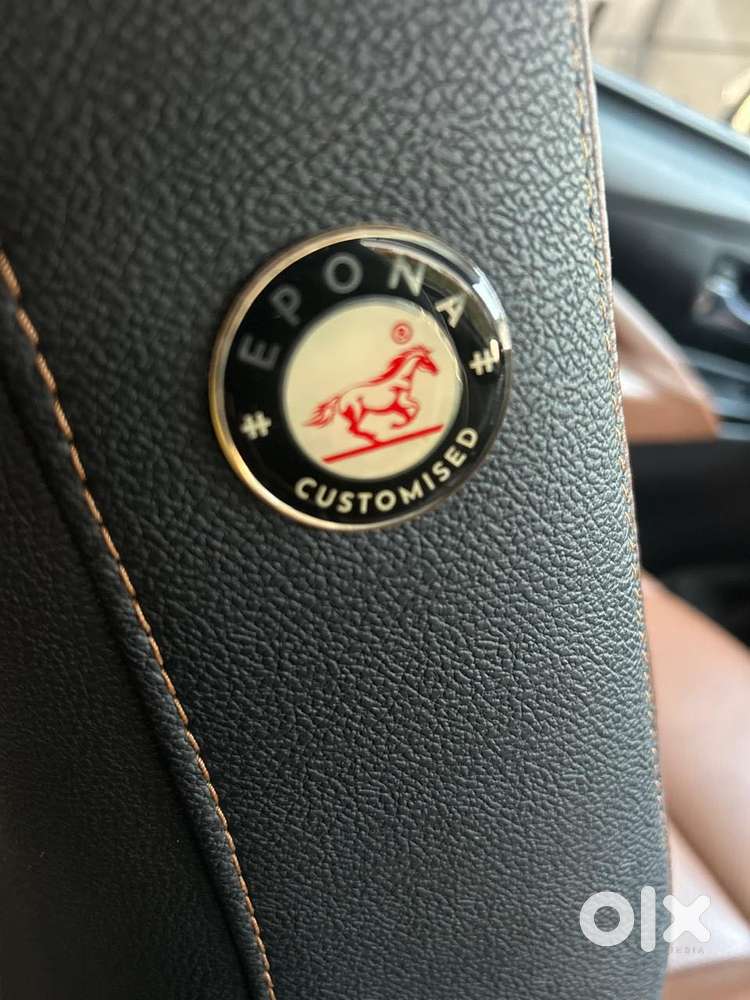 EPONA
®
# #
CUSTOMISED
olx